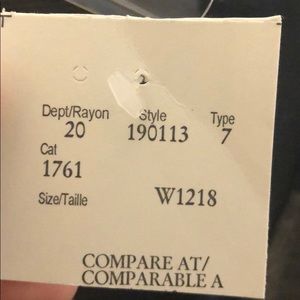 Dept/Rayon Style Type
20 190113 7
Cat
1761
Size/Taille W1218
COMPARE AT/
COMPARABLE A